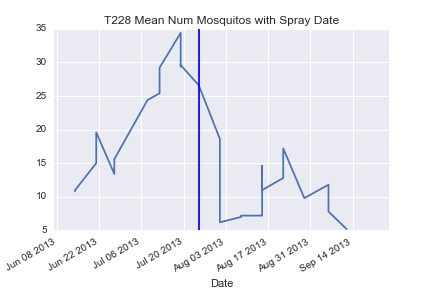 T228 Mean Num Mosquitos with Spray Date
35
30
25
20
15
10
5
Jun 08 2013
Jun 22 2013
Jul 06 2013
Jul 20 2013
Aug 03 2013
Aug 17 2013
Aug 31 2013
Sep 14 2013
Date